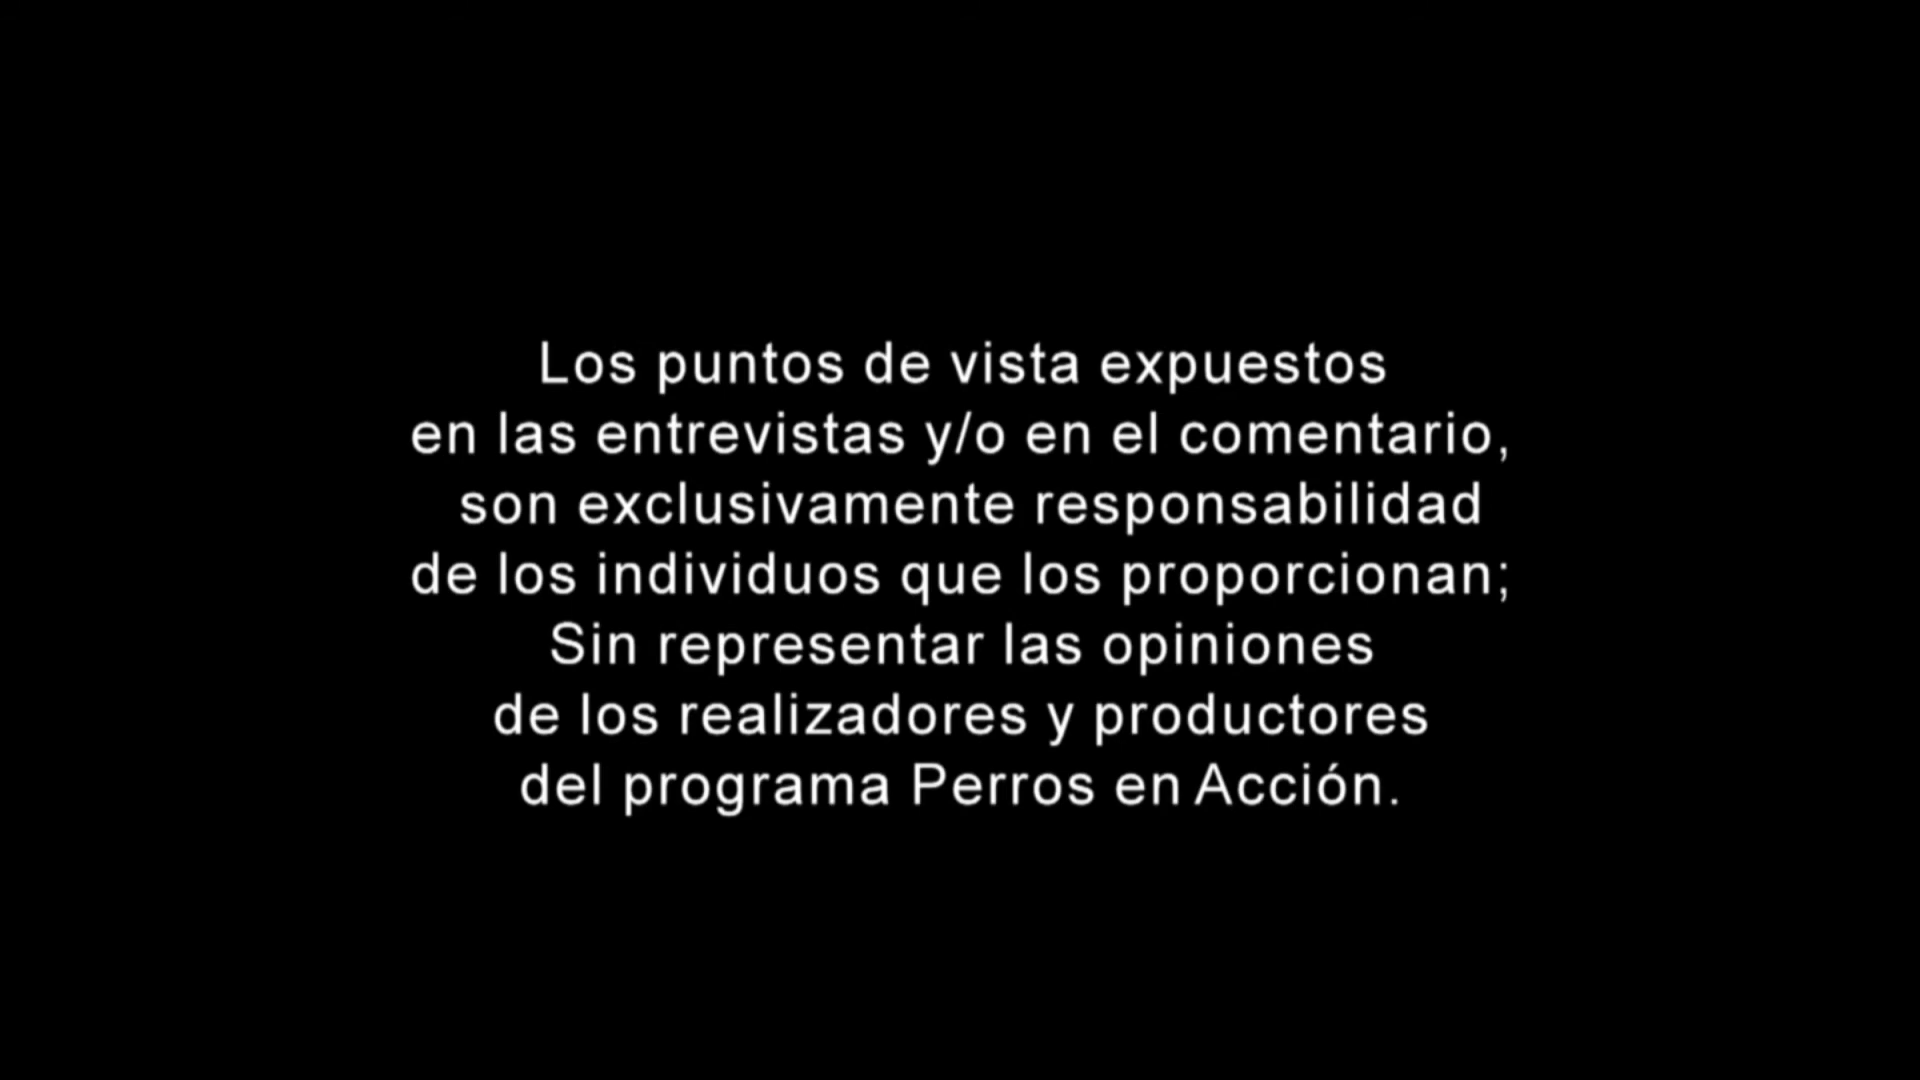 Los puntos de vista expuestos
en las entrevistas y/o en el comentario,
son exclusivamente responsabilidad
de los individuos que los proporcionan;
Sin representar las opiniones
de los realizadores y productores
del programa Perros en Acción.